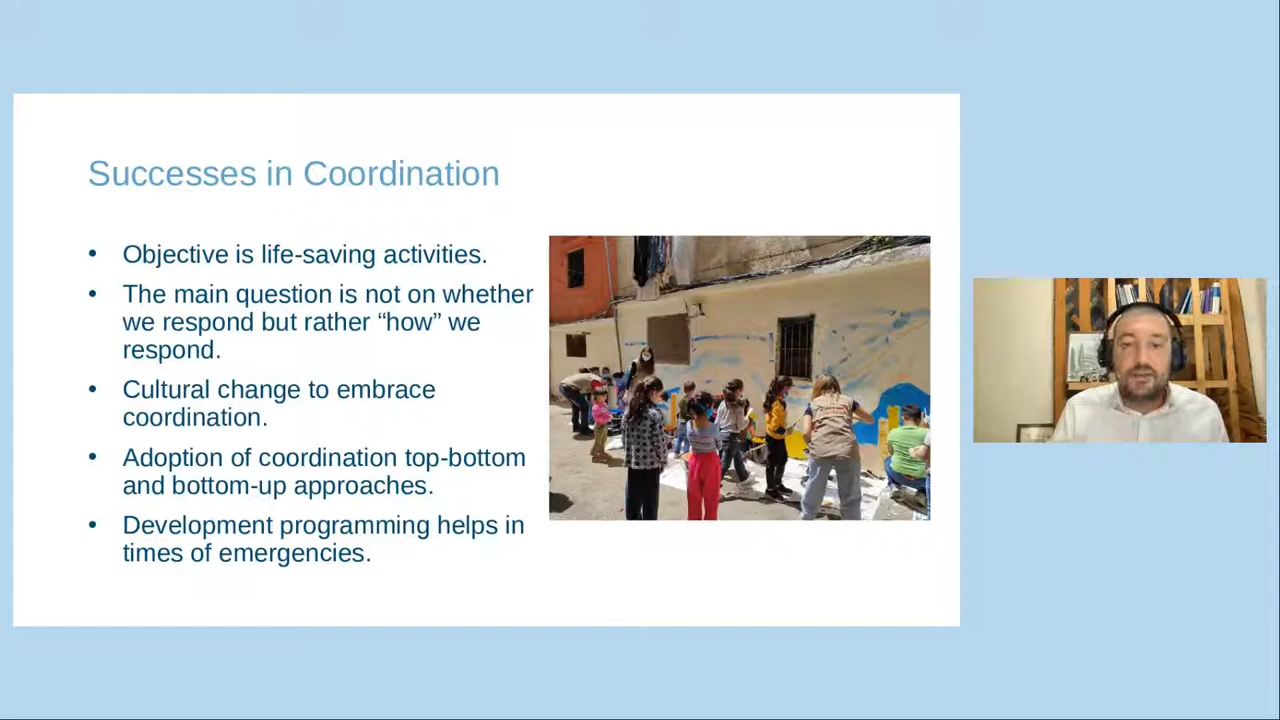 Successes in Coordination
• Objective is life-saving activities.
• The main question is not on whether
we respond but rather “how” we
respond.
• Cultural change to embrace
coordination.
• Adoption of coordination top-bottom
and bottom-up approaches.
• Development programming helps in
times of emergencies.